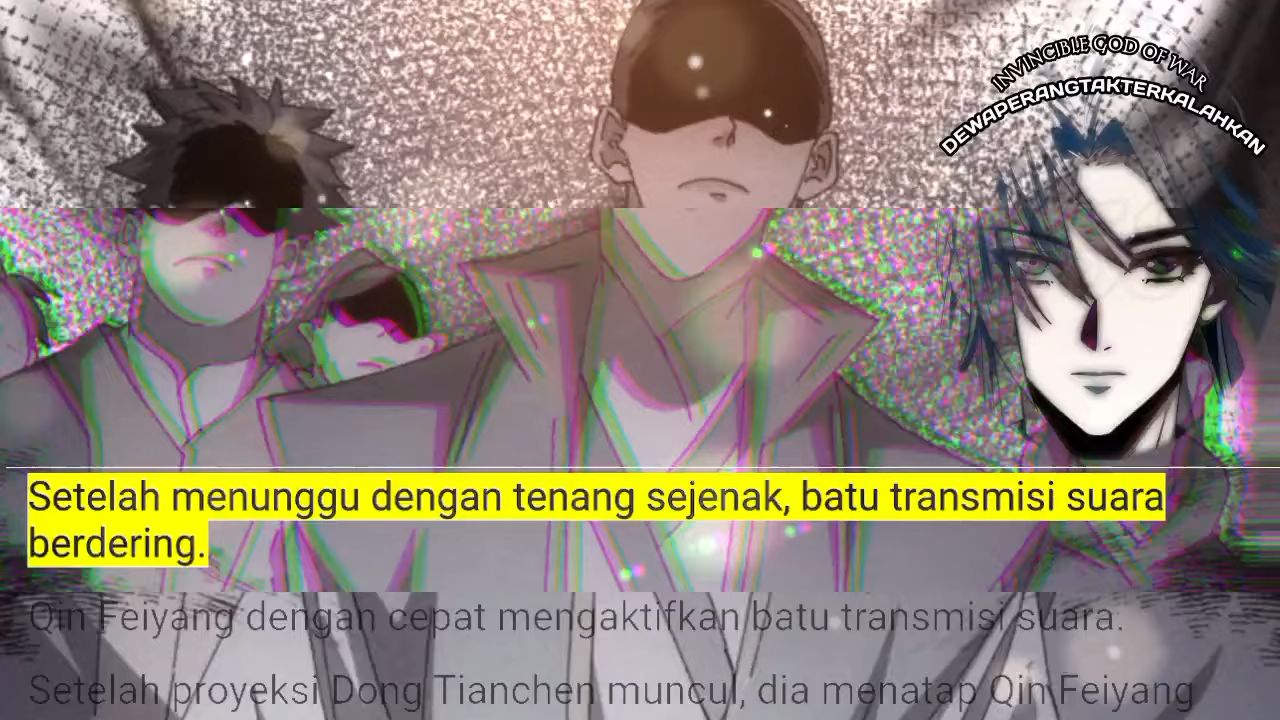 INVINCIBLE GOD OF WAR
DEWAPERANGTAKTERKALAHKAN
Setelah menunggu dengan tenang sejenak, batu transmisi suara
berdering.
Qin Feiyang dengan cepat mengaktifkan batu transmisi suara.
Setelah proyeksi Dong Tianchen muncul, dia menatap Qin Feiyang